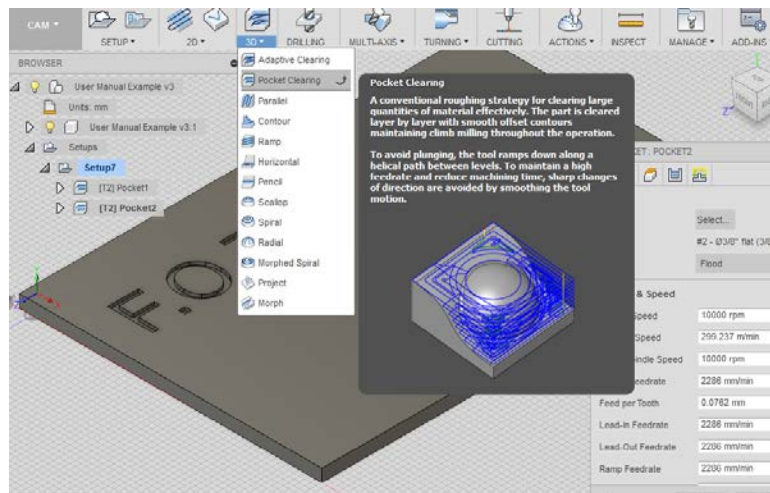 CAM
SETUP
2D
3D
DRILLING
MULTI-AXIS
TURNING
CUTTING
ACTIONS
INSPECT
MANAGE
ADD-INS
BROWSER
User Manual Example v3
Units: mm
User Manual Example v3:1
Setups
Setup7
[T2] Pocket1
[T2] Pocket2
Adaptive Clearing
Pocket Clearing
Parallel
Contour
Ramp
Horizontal
Pencil
Scallop
Spiral
Radial
Morphed Spiral
Project
Morph
Pocket Clearing
A conventional roughing strategy for clearing large
quantities of material effectively. The part is cleared
layer by layer with smooth offset contours
maintaining climb milling throughout the operation.
To avoid plunging, the tool ramps down along a
helical path between levels. To maintain a high
feedrate and reduce machining time, sharp changes
of direction are avoided by smoothing the tool
motion.
: POCKET2
Select...
#2 - Ø3/8" flat (3/8
Flood
& Speed
Speed 10000 rpm
Speed 299.237 m/min
Spindle Speed 10000 rpm
Feedrate 2286 mm/min
Feed per Tooth 0.0762 mm
Lead-In Feedrate 2286 mm/min
Lead-Out Feedrate 2286 mm/min
Ramp Feedrate 2286 mm/min
F.O
Z